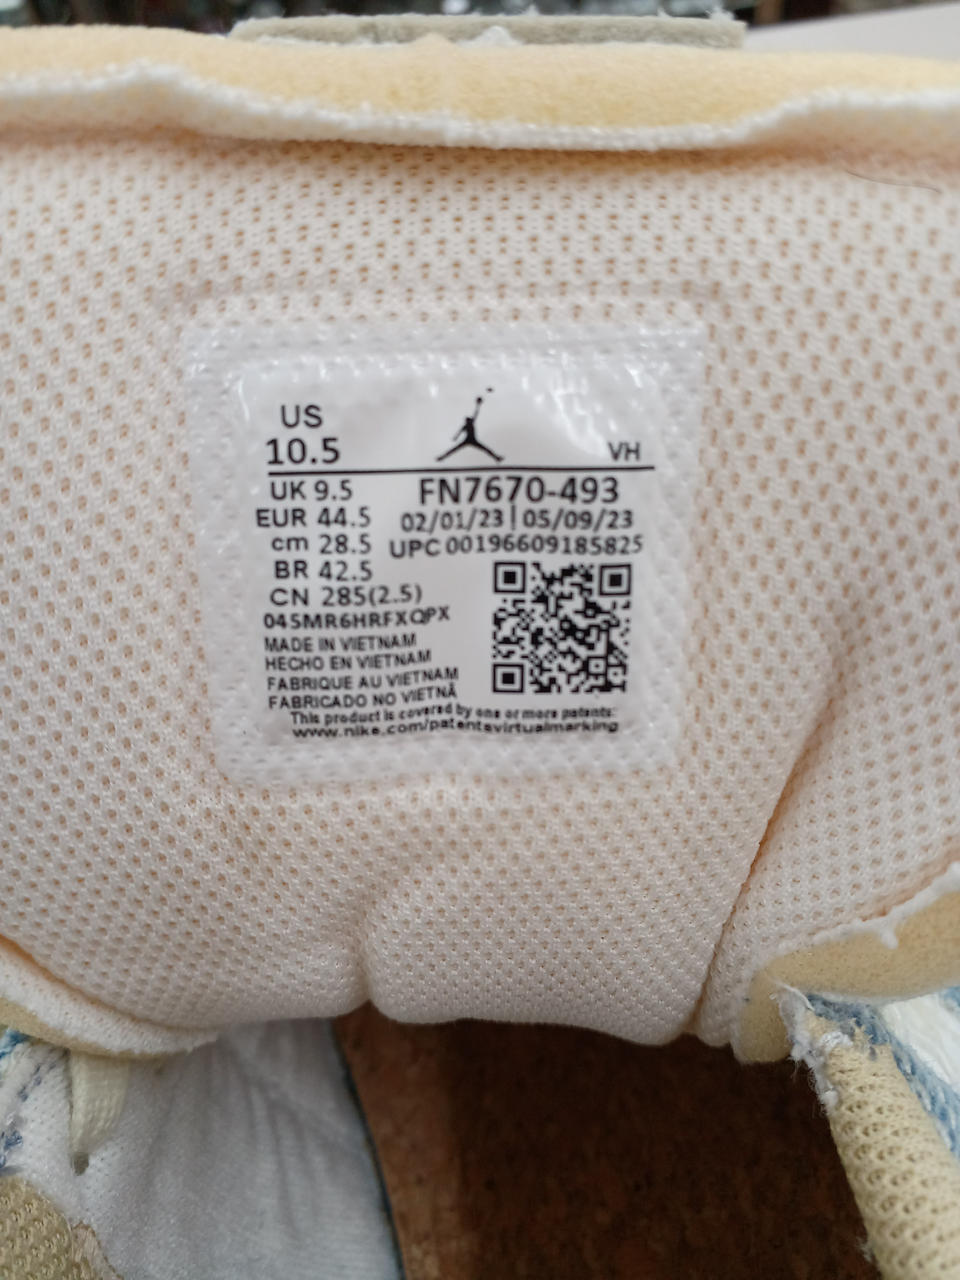 US
10.5
VH
UK 9.5
EUR 44.5
cm 28.5
BR 42.5
CN 285(2.5)
FN7670-493
02/01/23 | 05/09/23
UPC 00196609185825
045MR6HRFXQPX
MADE IN VIETNAM
HECHO EN VIETNAM
FABRIQUE AU VIETNAM
FABRICADO NO VIETNÃ
This product is covered by one or more patents:
www.nike.com/patentsvirtualmarking